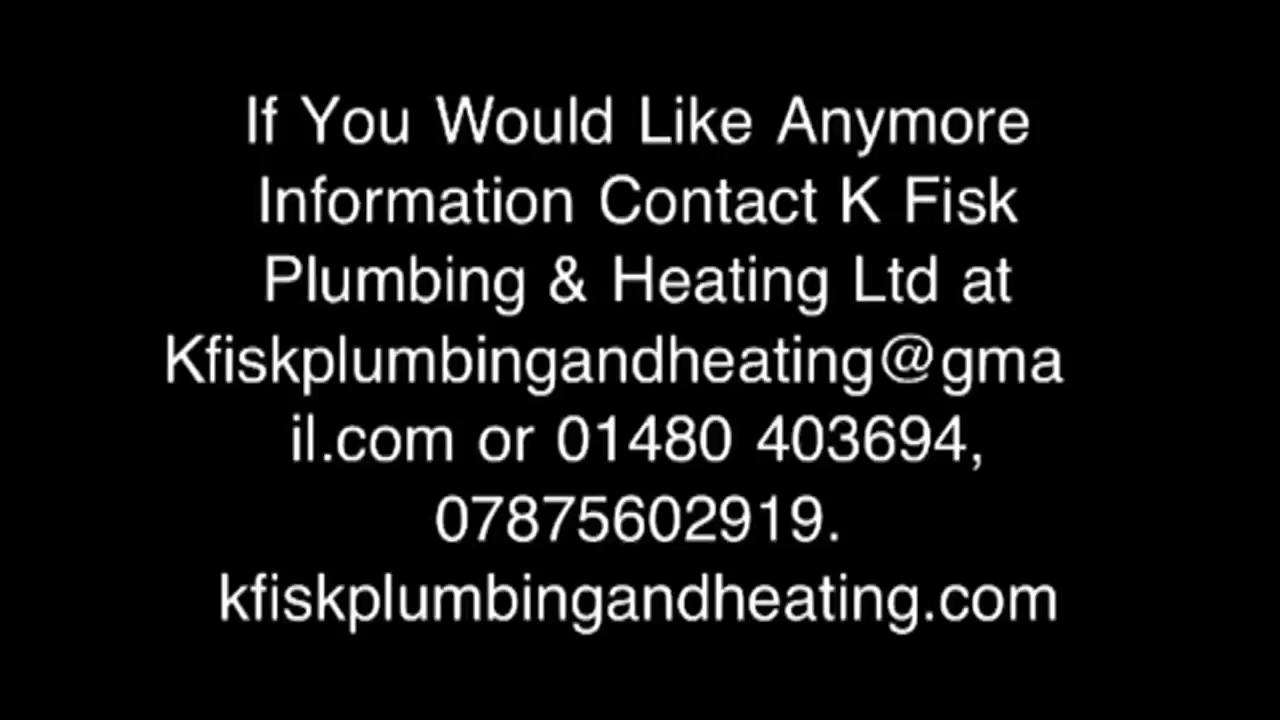 If You Would Like Anymore
Information Contact K Fisk
Plumbing & Heating Ltd at
Kfiskplumbingandheating@gma
il.com or 01480 403694,
07875602919.
kfiskplumbingandheating.com